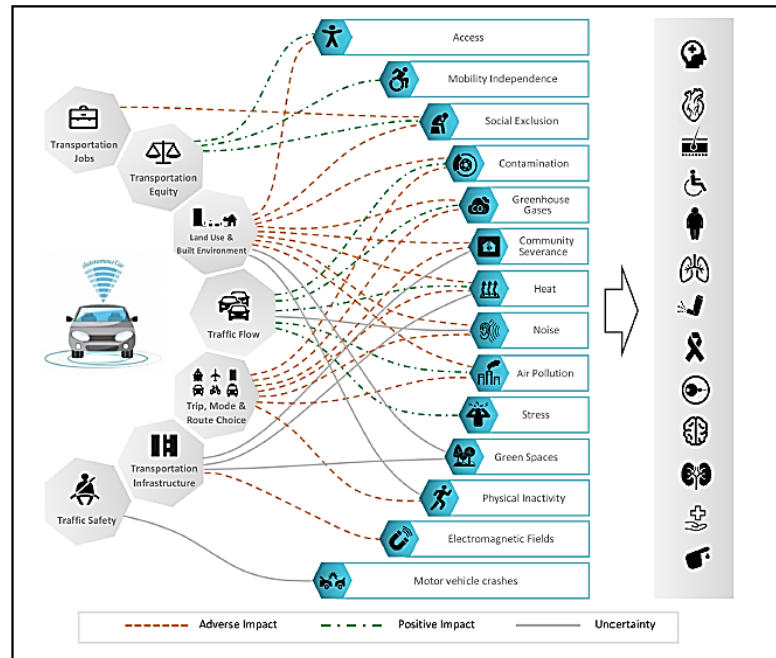 Access
Mobility Independence
Social Exclusion
Contamination
Greenhouse
Gases
Community
Severance
Heat
Noise
Air Pollution
Stress
Green Spaces
Physical Inactivity
Electromagnetic Fields
Motor vehicle crashes
Transportation
Jobs
Transportation
Equity
Land Use &
Built Environment
Traffic Flow
Trip, Mode &
Route Choice
Transportation
Infrastructure
Traffic Safety
autonomous Car
CO₂
Adverse Impact
Positive Impact
Uncertainty